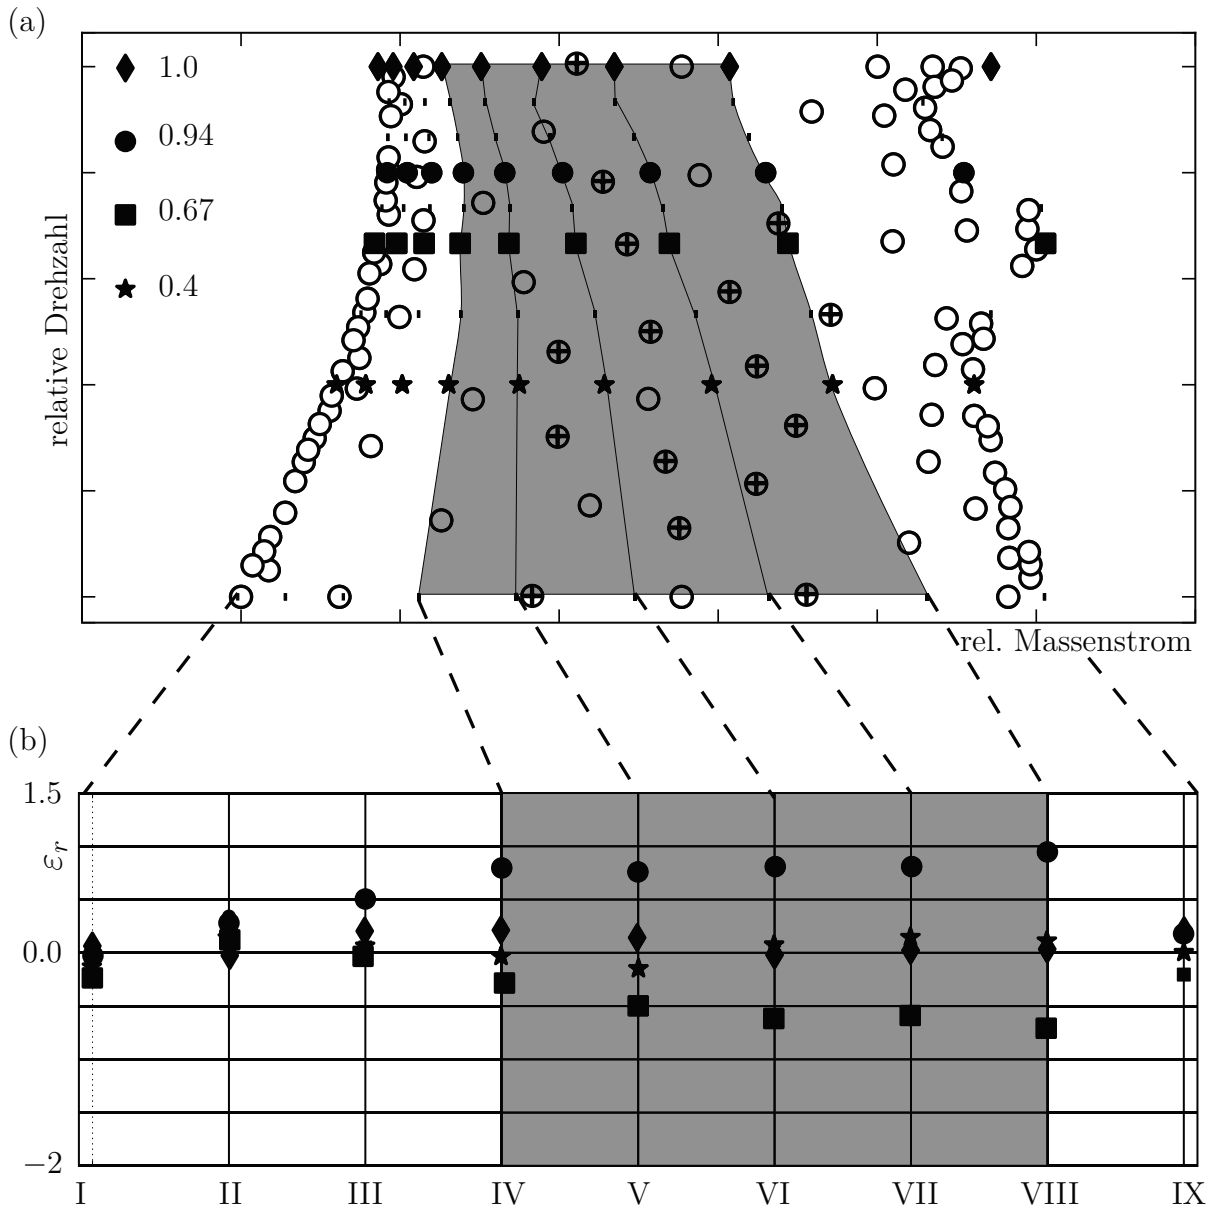 (a)
1.0
0.94
0.67
0.4
relative Drehzahl
rel. Massenstrom
(b)
1.5
εr
0.0
−2
I II III IV V VI VII VIII IX